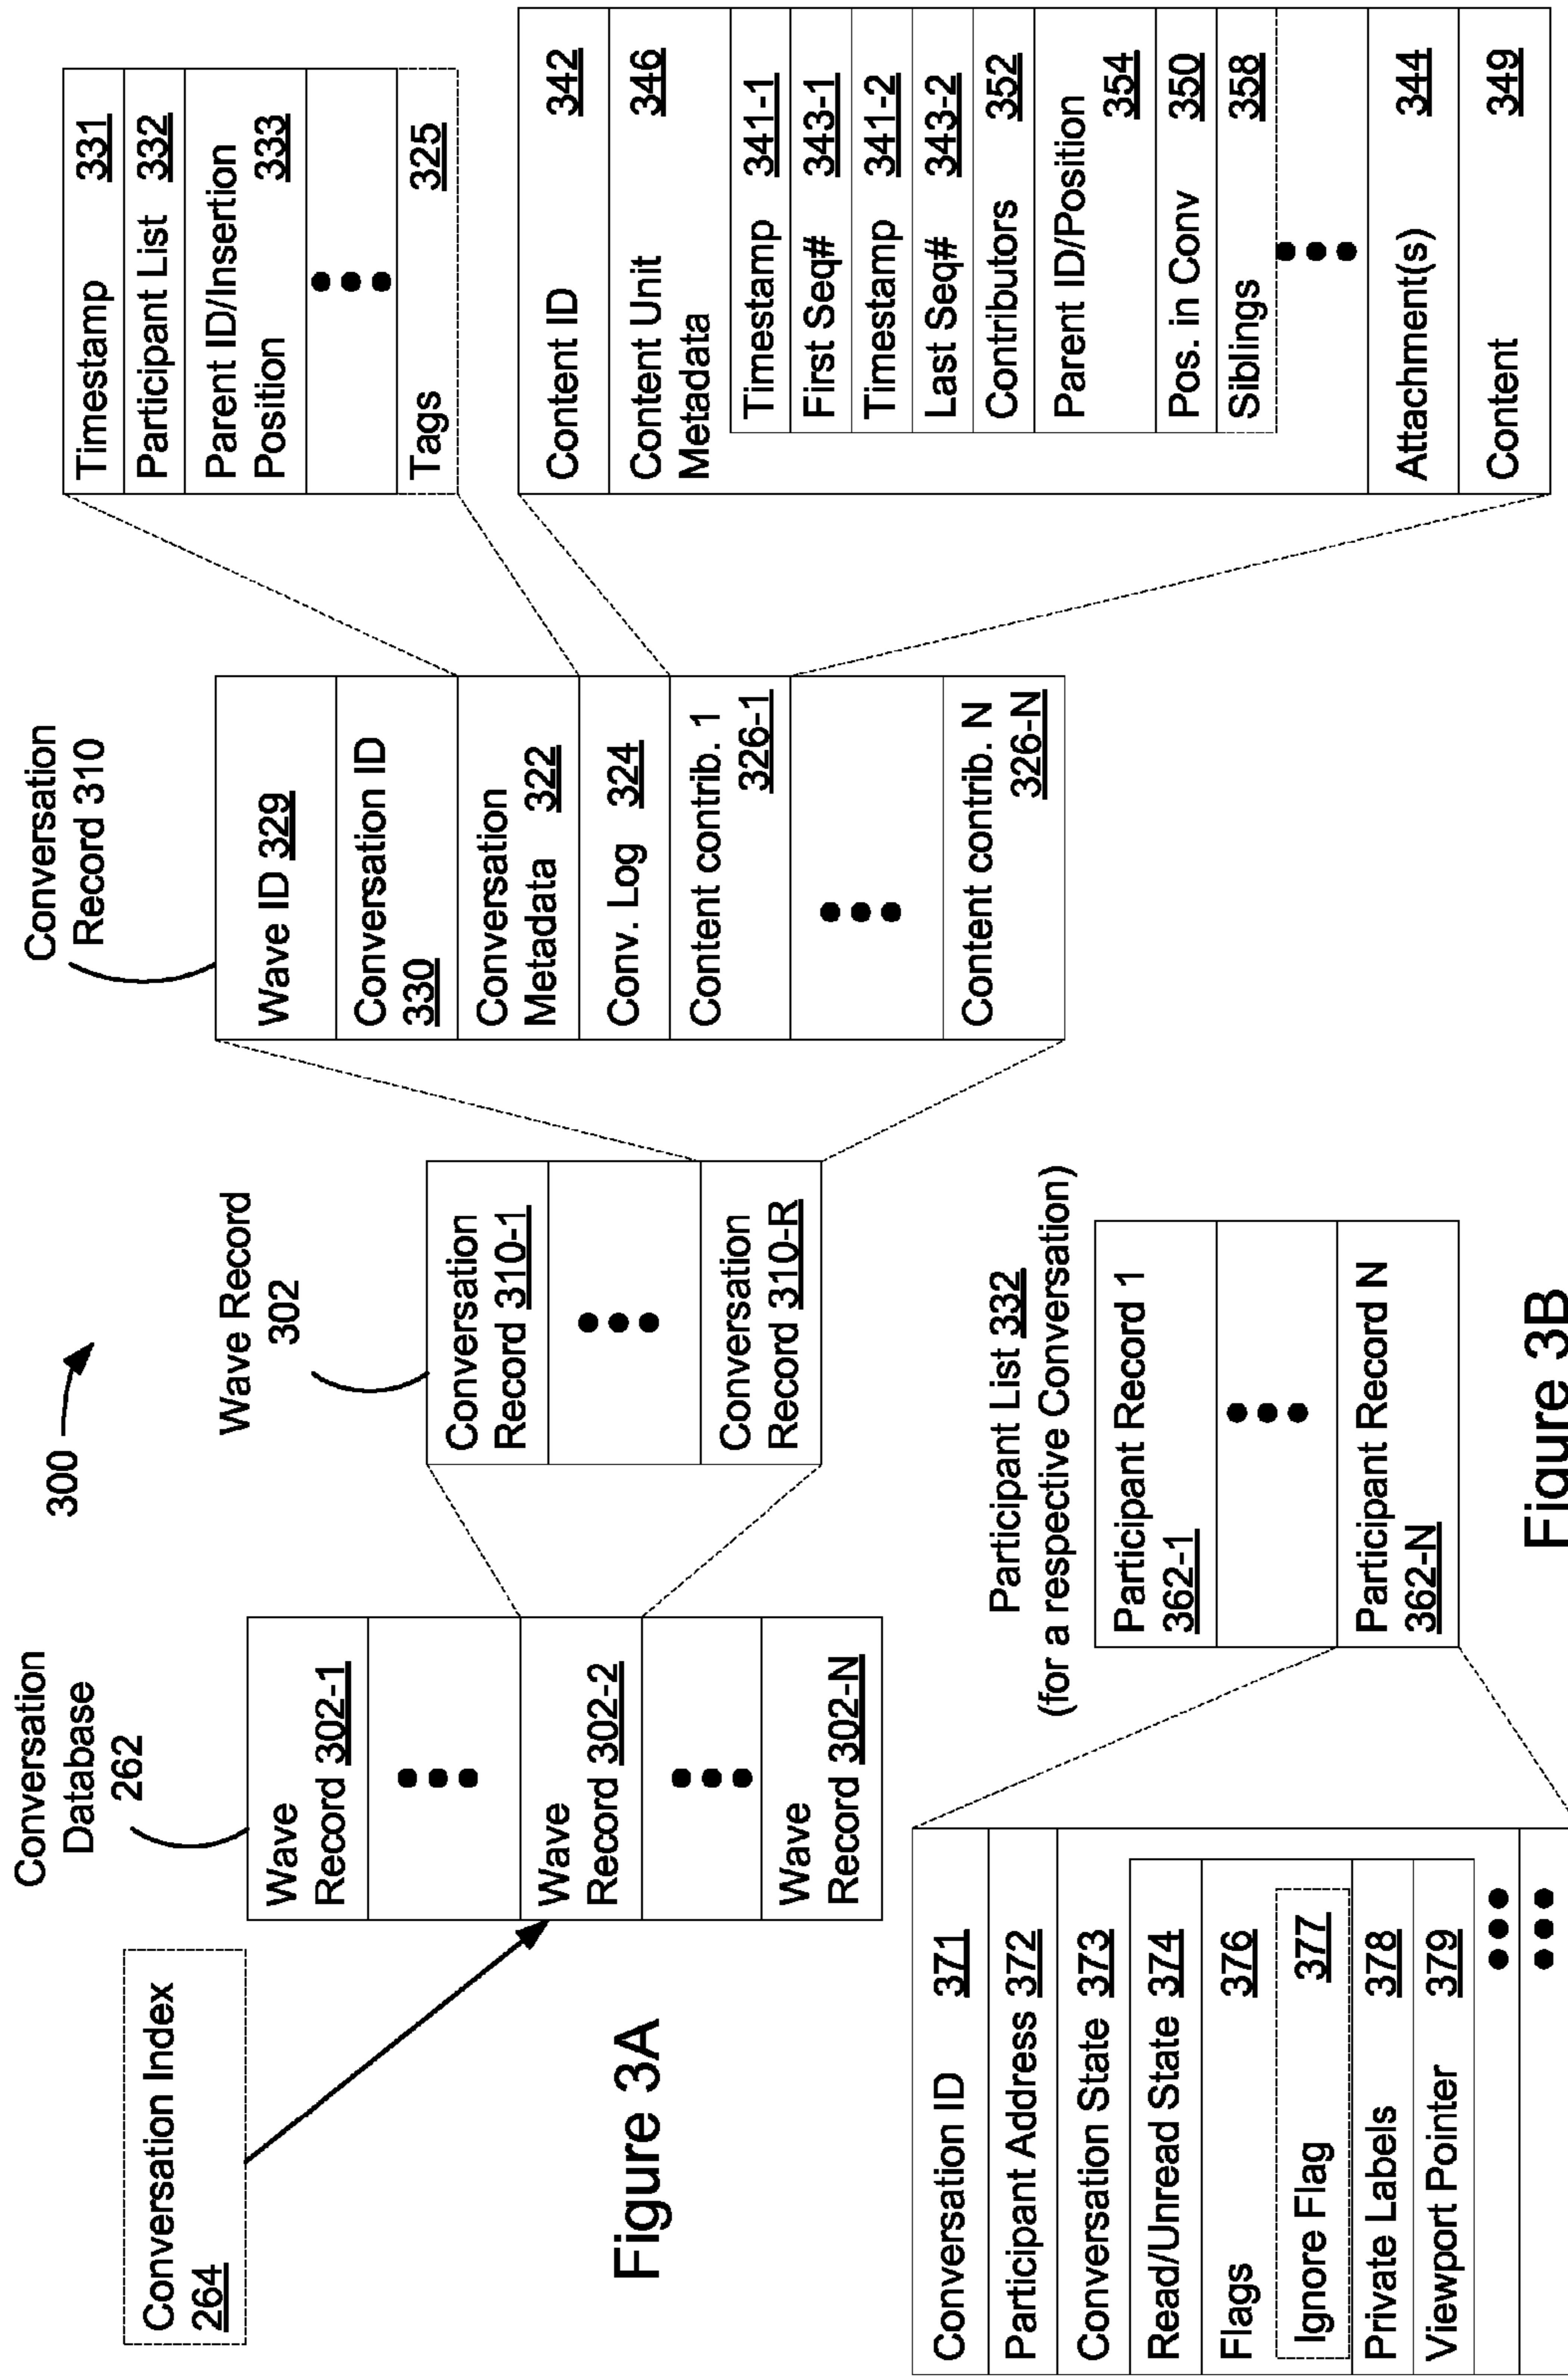 300
Conversation Index
264
Conversation
Database
262
Wave
Record 302-1
Wave
Record 302-2
Wave
Record 302-N
Wave Record
302
Conversation
Record 310-1
Conversation
Record 310-R
Conversation
Record 310
Wave ID 329
Conversation ID
330
Conversation
Metadata 322
Conv. Log 324
Content contrib. 1
326-1
Content contrib. N
326-N
Timestamp 331
Participant List 332
Parent ID/Insertion
Position 333
Tags 325
Content ID 342
Content Unit 346
Metadata
Timestamp 341-1
First Seq# 343-1
Timestamp 341-2
Last Seq# 343-2
Contributors 352
Parent ID/Position
354
Pos. in Conv 350
Siblings 358
Attachment(s) 344
Content 349
Figure 3A
Participant List 332
(for a respective Conversation)
Participant Record 1
362-1
Participant Record N
362-N
Conversation ID 371
Participant Address 372
Conversation State 373
Read/Unread State 374
Flags 376
Ignore Flag 377
Private Labels 378
Viewport Pointer 379
Figure 3B